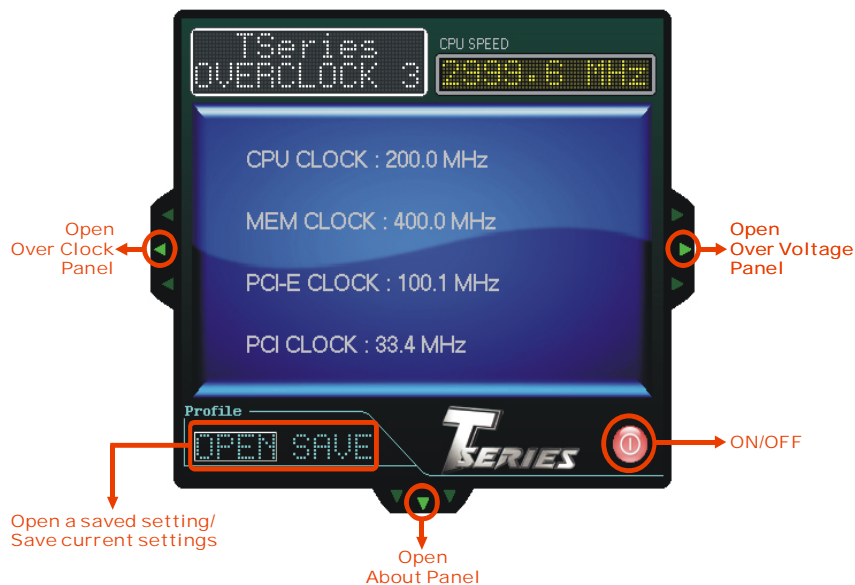 TSeries
OVERCLOCK 3
CPU SPEED
2999.6 MHz
CPU CLOCK : 200.0 MHz
MEM CLOCK : 400.0 MHz
PCI-E CLOCK : 100.1 MHz
PCI CLOCK : 33.4 MHz
Open
Over Clock
Panel
Open
Over Voltage
Panel
Profile
OPEN SAVE
TSERIES
ON/OFF
Open a saved setting/
Save current settings
Open
About Panel